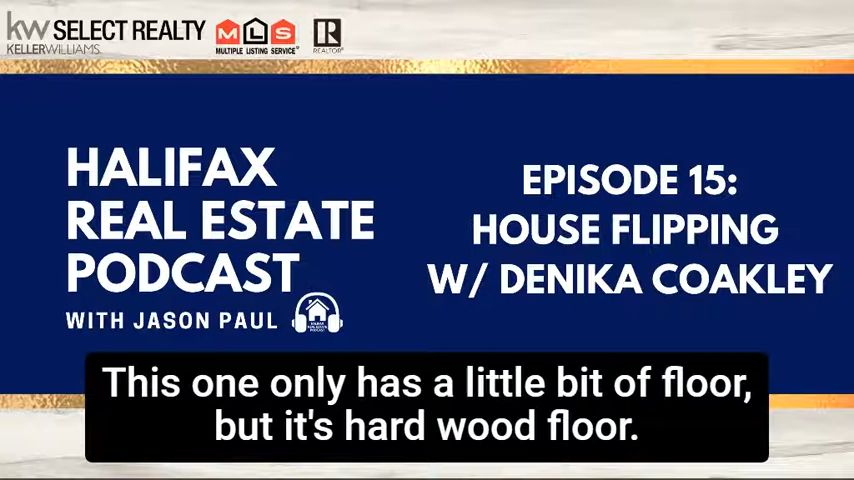 kw SELECT REALTY
KELLERWILLIAMS.
MLS
MULTIPLE LISTING SERVICE®
R
REALTOR®
HALIFAX
REAL ESTATE
PODCAST
WITH JASON PAUL
EPISODE 15:
HOUSE FLIPPING
W/ DENIKA COAKLEY
This one only has a little bit of floor,
but it's hard wood floor.